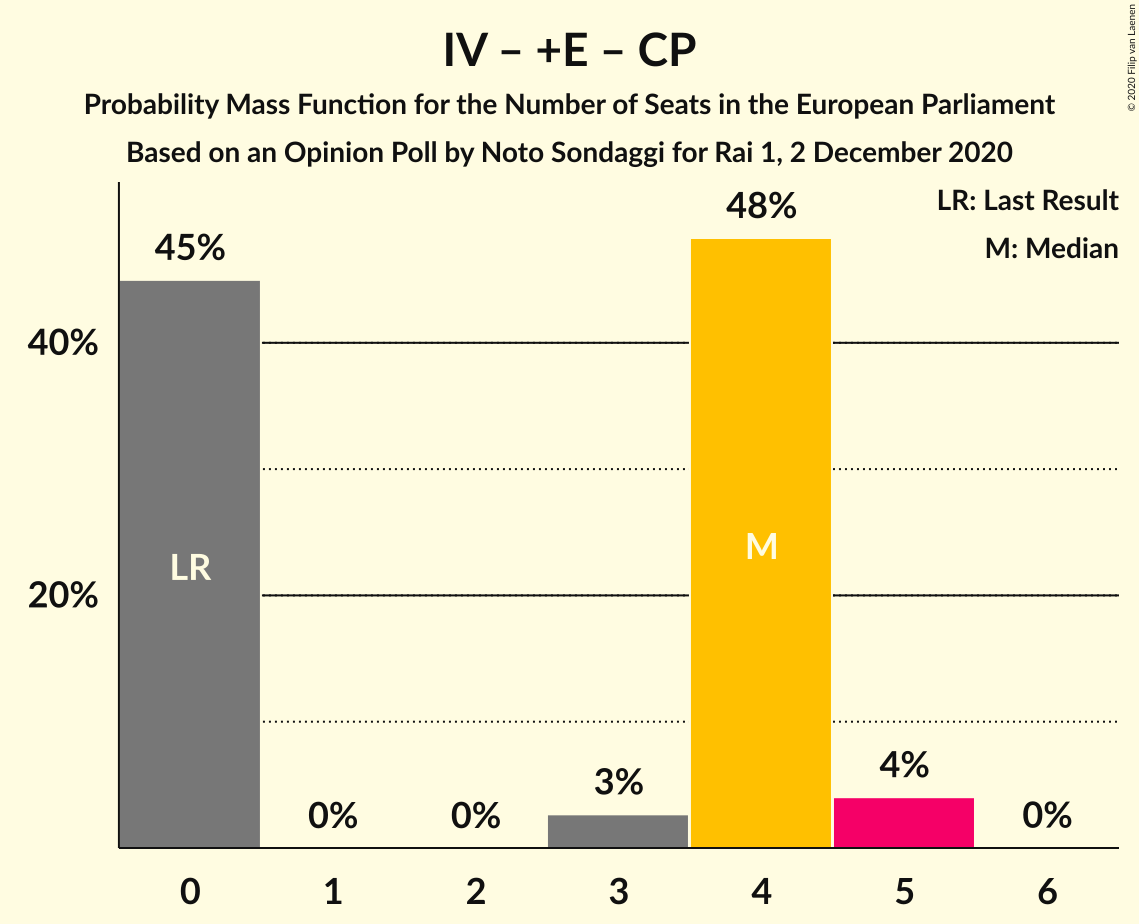 IV – +E – CP
Probability Mass Function for the Number of Seats in the European Parliament
Based on an Opinion Poll by Noto Sondaggi for Rai 1, 2 December 2020
© 2020 Filip van Laenen
LR: Last Result
M: Median
45%
48%
40%
LR
M
20%
0%
0%
3%
4%
0%
0
1
2
3
4
5
6